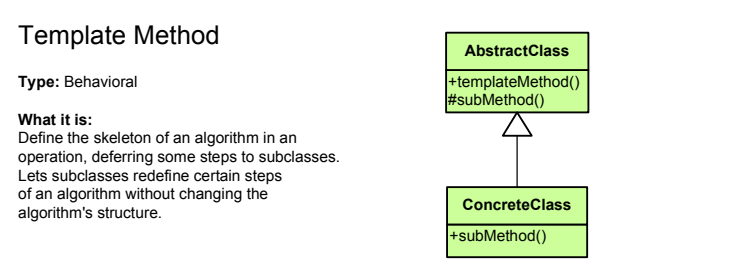 Template Method
Type: Behavioral
What it is:
Define the skeleton of an algorithm in an
operation, deferring some steps to subclasses.
Lets subclasses redefine certain steps
of an algorithm without changing the
algorithm's structure.
AbstractClass
+templateMethod()
#subMethod()
ConcreteClass
+subMethod()